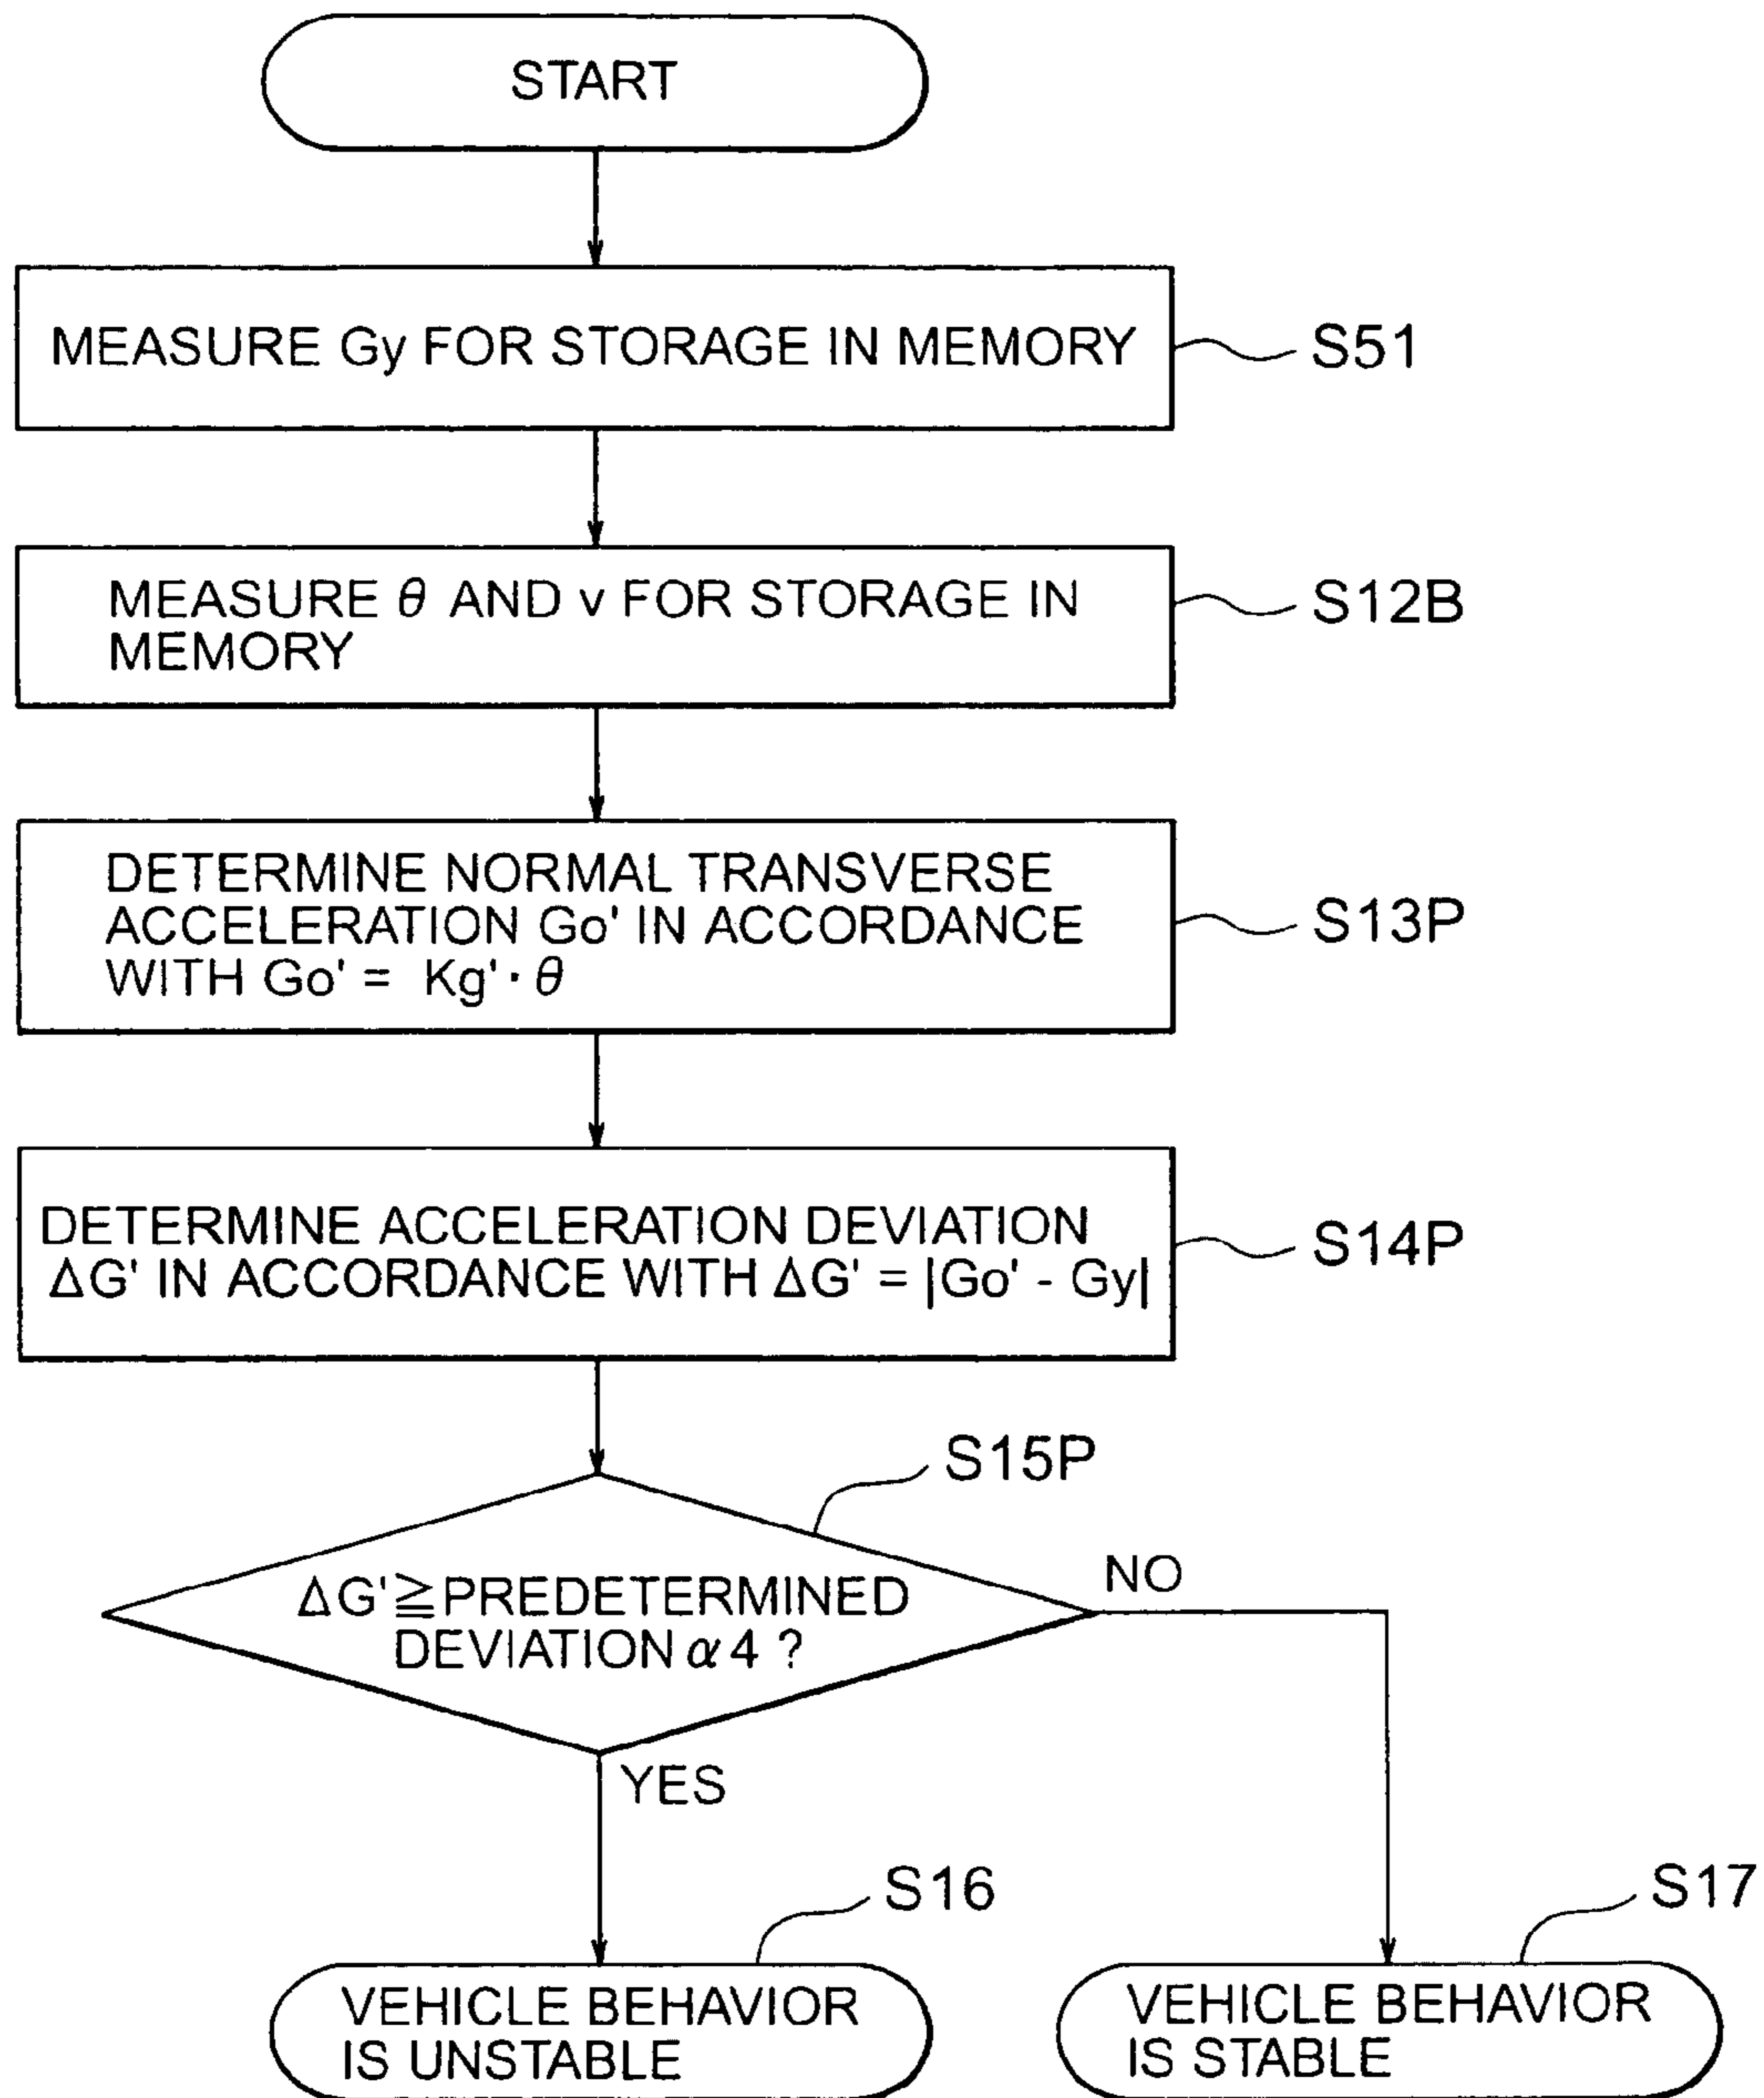 START
MEASURE Gy FOR STORAGE IN MEMORY
S51
MEASURE θ AND v FOR STORAGE IN
MEMORY
S12B
DETERMINE NORMAL TRANSVERSE
ACCELERATION Go' IN ACCORDANCE
WITH Go' = Kg'·θ
S13P
DETERMINE ACCELERATION DEVIATION
ΔG' IN ACCORDANCE WITH ΔG' = |Go' - Gy|
S14P
S15P
ΔG'≧PREDETERMINED
DEVIATION α4 ?
NO
YES
S16
VEHICLE BEHAVIOR
IS UNSTABLE
S17
VEHICLE BEHAVIOR
IS STABLE